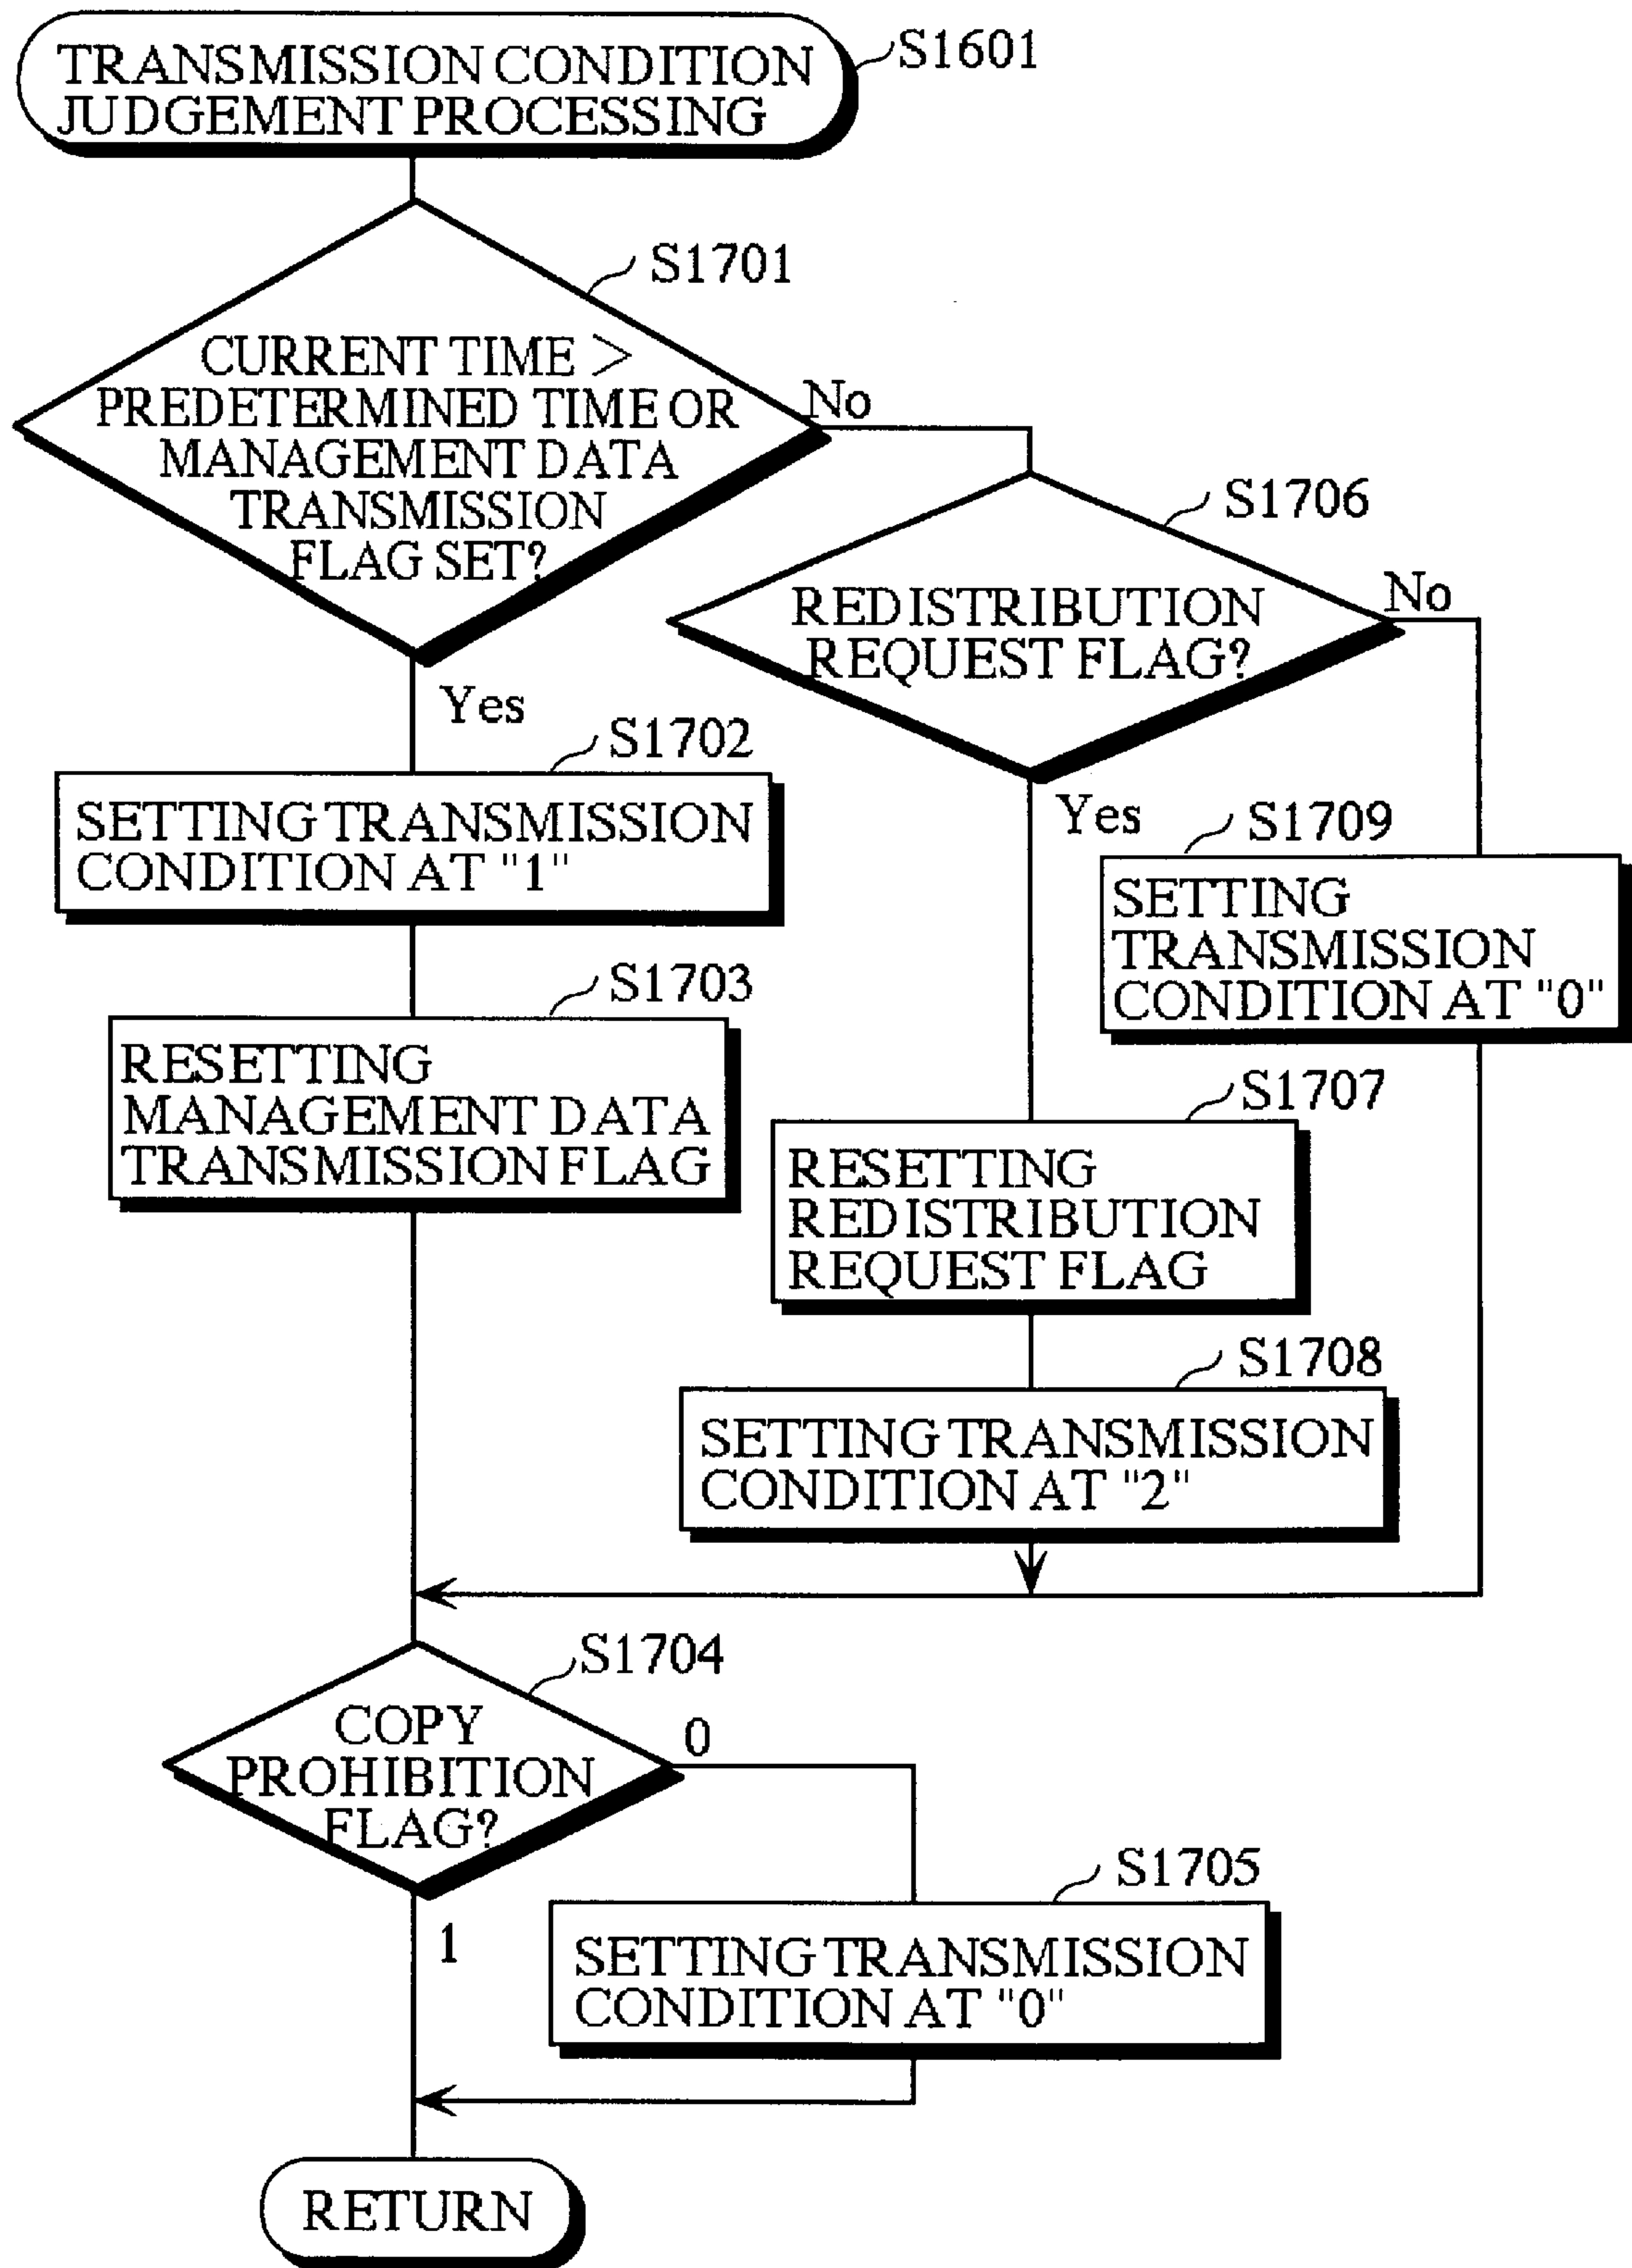 TRANSMISSION CONDITION
JUDGEMENT PROCESSING
S1601
S1701
CURRENT TIME >
PREDETERMINED TIME OR
MANAGEMENT DATA
TRANSMISSION
FLAG SET?
No
Yes
S1706
REDISTRIBUTION
REQUEST FLAG?
No
Yes
S1702
SETTING TRANSMISSION
CONDITION AT "1"
S1709
SETTING
TRANSMISSION
CONDITION AT "0"
S1703
RESETTING
MANAGEMENT DATA
TRANSMISSION FLAG
S1707
RESETTING
REDISTRIBUTION
REQUEST FLAG
S1708
SETTING TRANSMISSION
CONDITION AT "2"
S1704
COPY
PROHIBITION
FLAG?
0
1
S1705
SETTING TRANSMISSION
CONDITION AT "0"
RETURN